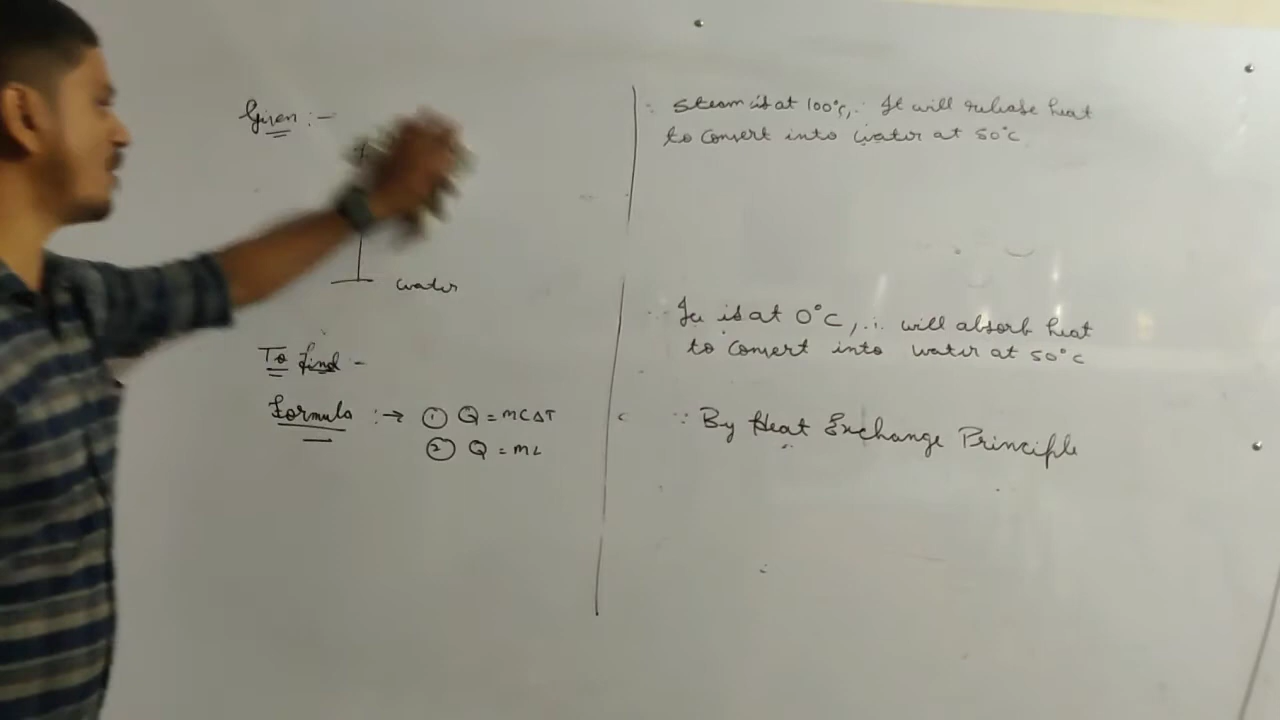 Given :-
water
To find -
Formula :→ ① Q = mcΔT
② Q = mL
∵ Steam is at 100°c, ∴ It will release heat
to convert into water at 50°c
Ice is at 0°C, ∴ will absorb heat
to convert into water at 50°c
∵ By Heat Exchange Principle